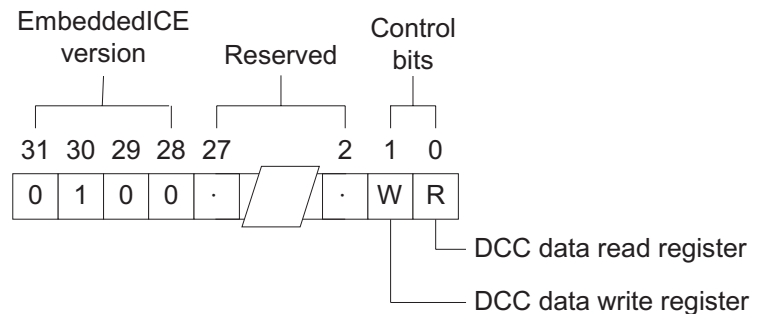 EmbeddedICE
version
Reserved
Control
bits
31 30 29 28 27 2 1 0
0 1 0 0 · · W R
DCC data read register
DCC data write register